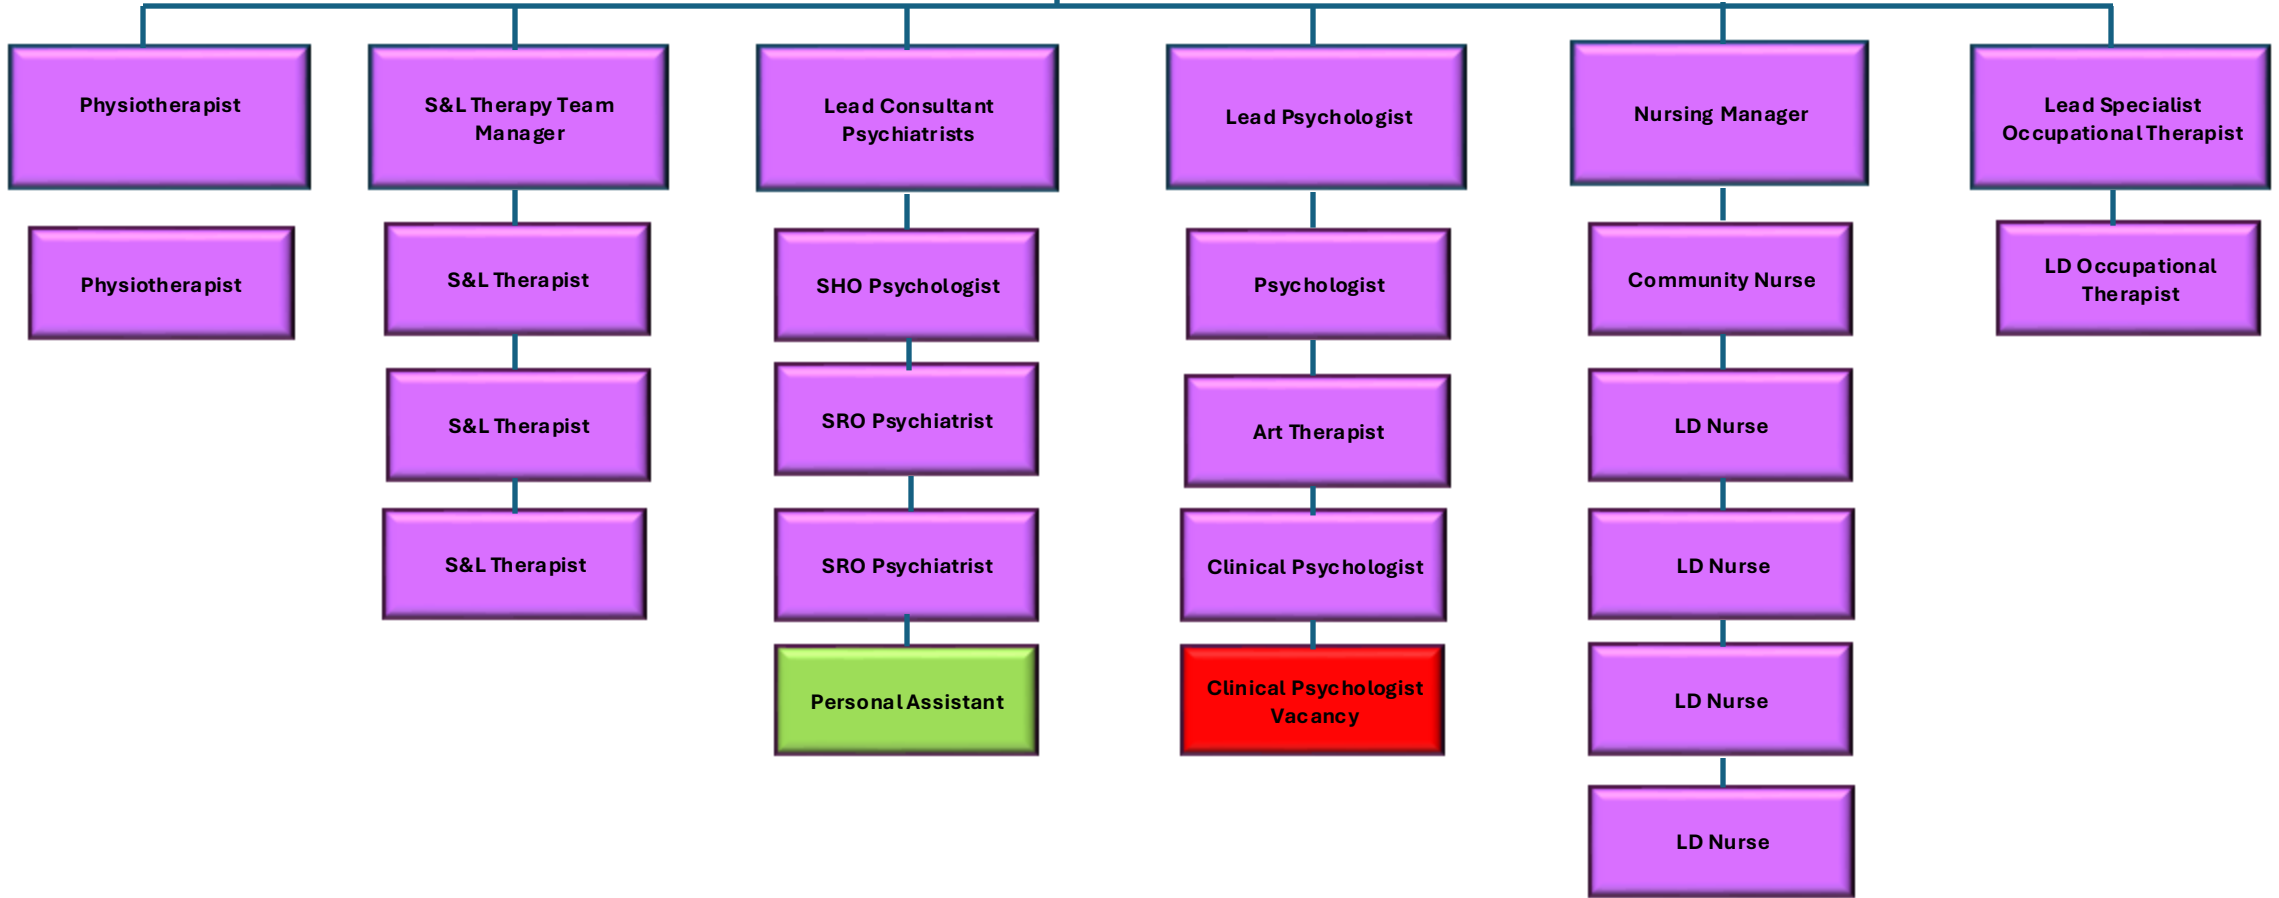 Physiotherapist
S&L Therapy Team
Manager
Lead Consultant
Psychiatrists
Lead Psychologist
Nursing Manager
Lead Specialist
Occupational Therapist
Physiotherapist
S&L Therapist
SHO Psychologist
Psychologist
Community Nurse
LD Occupational
Therapist
S&L Therapist
SRO Psychiatrist
Art Therapist
LD Nurse
S&L Therapist
SRO Psychiatrist
Clinical Psychologist
LD Nurse
Personal Assistant
Clinical Psychologist
Vacancy
LD Nurse
LD Nurse